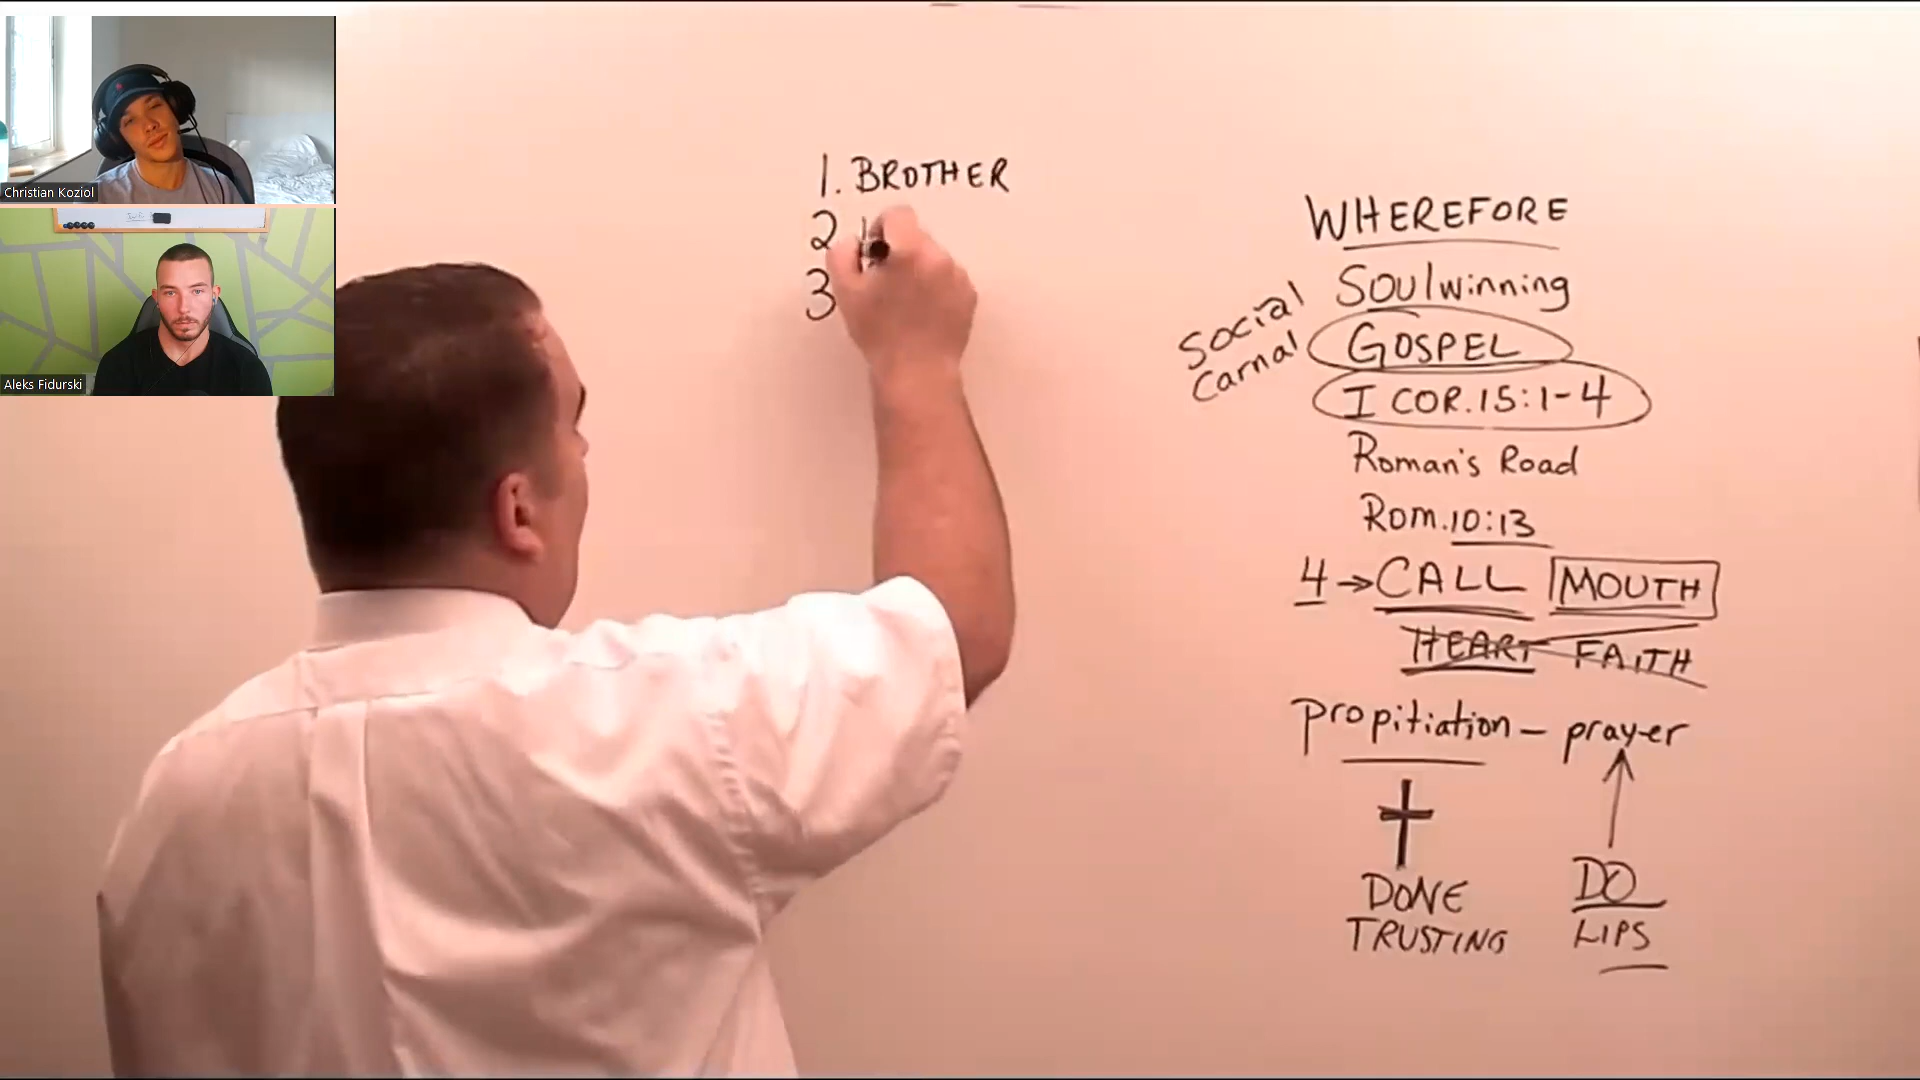 Christian Koziol
Aleks Fidurski
1. BROTHER
2
3
WHEREFORE
Soulwinning
Social
Carnal
GOSPEL
I COR.15:1-4
Roman's Road
Rom.10:13
4 → CALL MOUTH
HEART FAITH
propitiation - prayer
DONE DO
TRUSTING LIPS